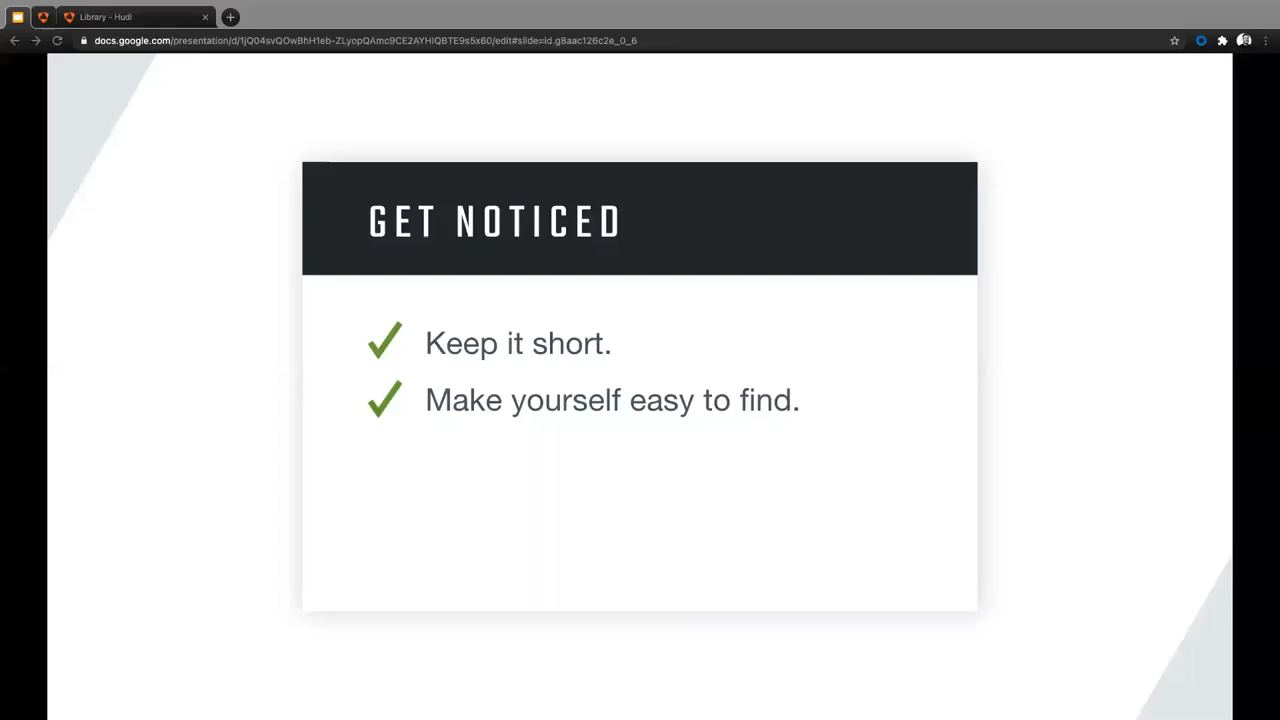 Library - Hudl
docs.google.com/presentation/d/1jQ04svQOwBhH1eb-ZLyopQAmc9CE2AYHIQBTE9s5x60/edit#slide=id.g8aac126c2e_0_6
GET NOTICED
Keep it short.
Make yourself easy to find.